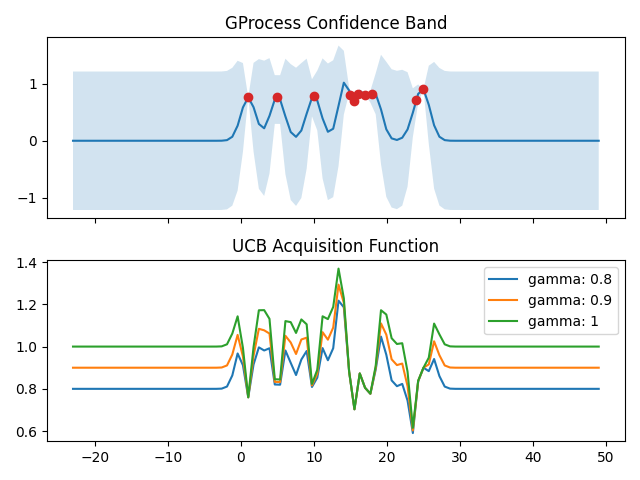 GProcess Confidence Band
1
0
−1
UCB Acquisition Function
1.4
1.2
1.0
0.8
0.6
gamma: 0.8
gamma: 0.9
gamma: 1
−20 −10 0 10 20 30 40 50